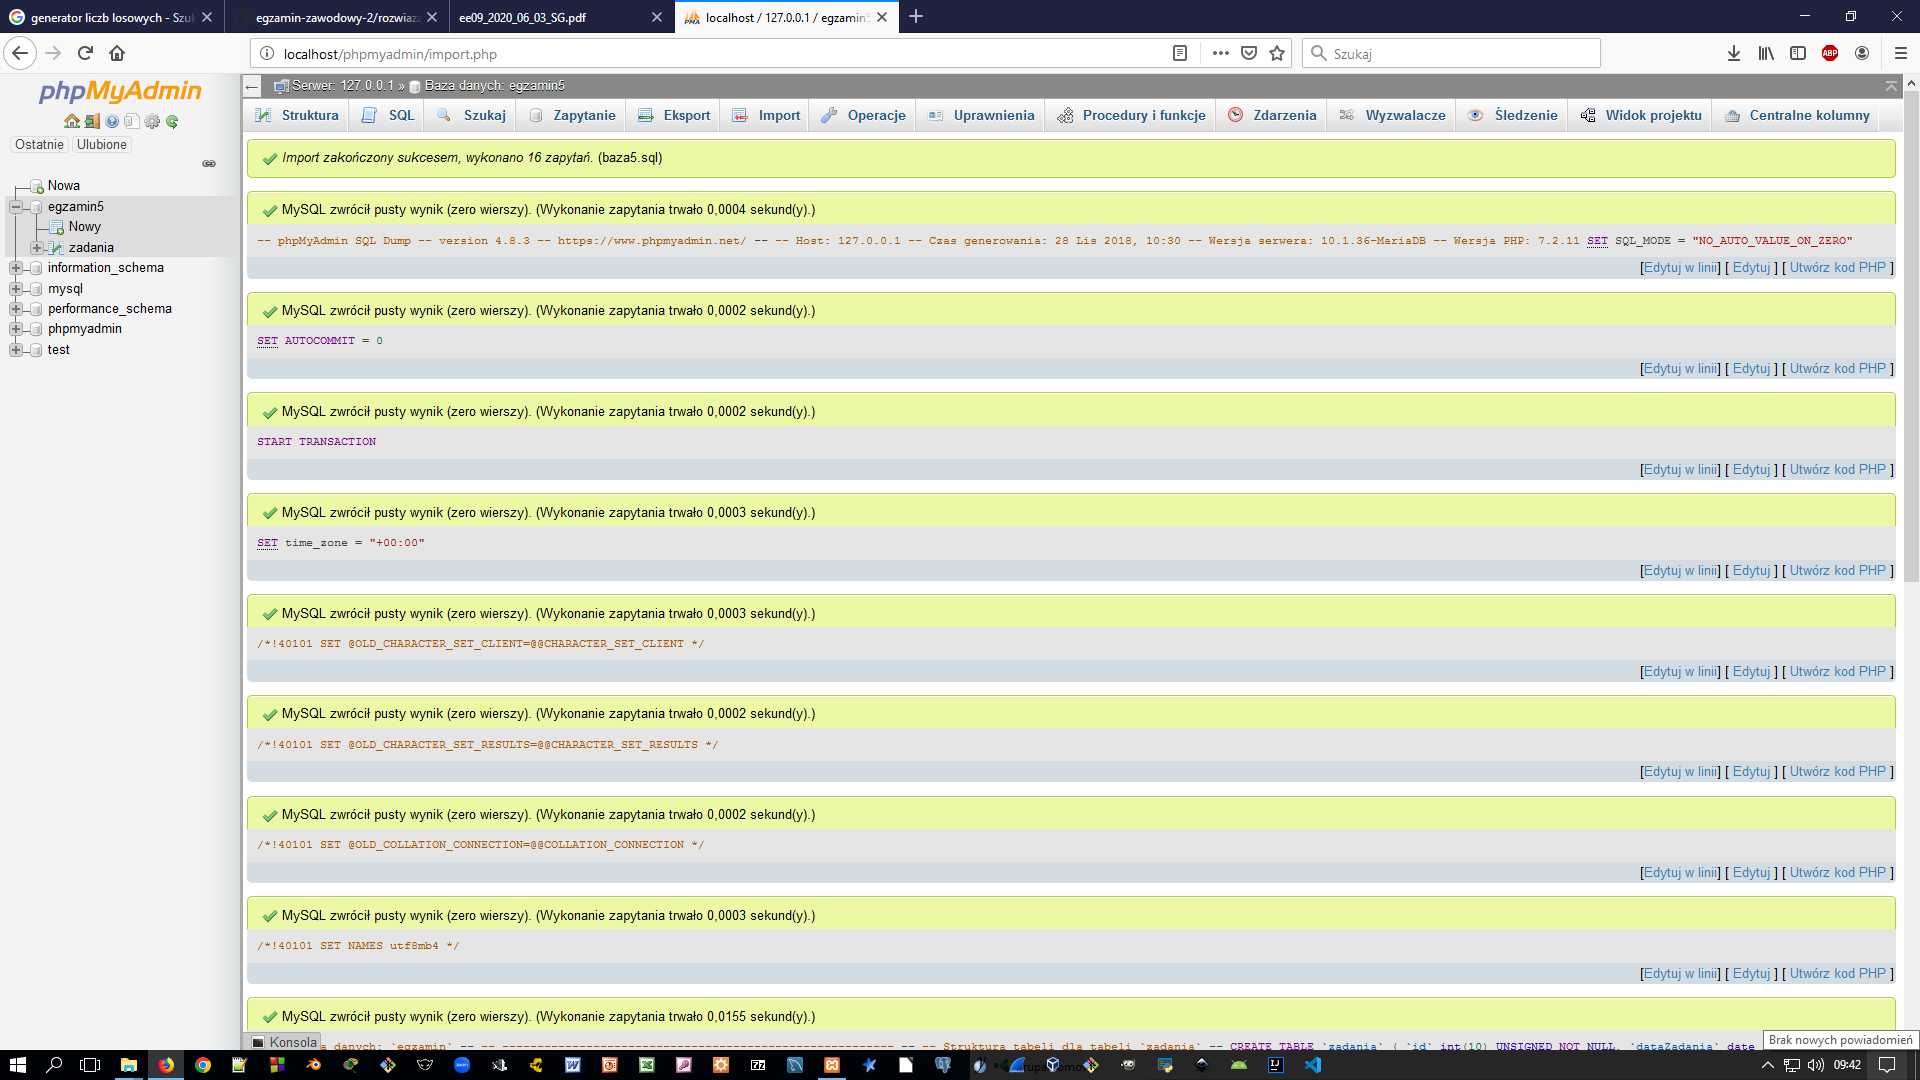 generator liczb losowych - Szuk
egzamin-zawodowy-2/rozwiaza
ee09_2020_06_03_SG.pdf
localhost / 127.0.0.1 / egzamin5
localhost/phpmyadmin/import.php
Szukaj
ABP
phpMyAdmin
Ostatnie Ulubione
Nowa
egzamin5
Nowy
zadania
information_schema
mysql
performance_schema
phpmyadmin
test
Serwer: 127.0.0.1 » Baza danych: egzamin5
Struktura SQL Szukaj Zapytanie Eksport Import Operacje Uprawnienia Procedury i funkcje Zdarzenia Wyzwalacze Śledzenie Widok projektu Centralne kolumny
Import zakończony sukcesem, wykonano 16 zapytań. (baza5.sql)
MySQL zwrócił pusty wynik (zero wierszy). (Wykonanie zapytania trwało 0,0004 sekund(y).)
-- phpMyAdmin SQL Dump -- version 4.8.3 -- https://www.phpmyadmin.net/ -- -- Host: 127.0.0.1 -- Czas generowania: 28 Lis 2018, 10:30 -- Wersja serwera: 10.1.36-MariaDB -- Wersja PHP: 7.2.11 SET SQL_MODE = "NO_AUTO_VALUE_ON_ZERO"
[Edytuj w linii] [ Edytuj ] [ Utwórz kod PHP ]
MySQL zwrócił pusty wynik (zero wierszy). (Wykonanie zapytania trwało 0,0002 sekund(y).)
SET AUTOCOMMIT = 0
[Edytuj w linii] [ Edytuj ] [ Utwórz kod PHP ]
MySQL zwrócił pusty wynik (zero wierszy). (Wykonanie zapytania trwało 0,0002 sekund(y).)
START TRANSACTION
[Edytuj w linii] [ Edytuj ] [ Utwórz kod PHP ]
MySQL zwrócił pusty wynik (zero wierszy). (Wykonanie zapytania trwało 0,0003 sekund(y).)
SET time_zone = "+00:00"
[Edytuj w linii] [ Edytuj ] [ Utwórz kod PHP ]
MySQL zwrócił pusty wynik (zero wierszy). (Wykonanie zapytania trwało 0,0003 sekund(y).)
/*!40101 SET @OLD_CHARACTER_SET_CLIENT=@@CHARACTER_SET_CLIENT */
[Edytuj w linii] [ Edytuj ] [ Utwórz kod PHP ]
MySQL zwrócił pusty wynik (zero wierszy). (Wykonanie zapytania trwało 0,0002 sekund(y).)
/*!40101 SET @OLD_CHARACTER_SET_RESULTS=@@CHARACTER_SET_RESULTS */
[Edytuj w linii] [ Edytuj ] [ Utwórz kod PHP ]
MySQL zwrócił pusty wynik (zero wierszy). (Wykonanie zapytania trwało 0,0002 sekund(y).)
/*!40101 SET @OLD_COLLATION_CONNECTION=@@COLLATION_CONNECTION */
[Edytuj w linii] [ Edytuj ] [ Utwórz kod PHP ]
MySQL zwrócił pusty wynik (zero wierszy). (Wykonanie zapytania trwało 0,0003 sekund(y).)
/*!40101 SET NAMES utf8mb4 */
[Edytuj w linii] [ Edytuj ] [ Utwórz kod PHP ]
MySQL zwrócił pusty wynik (zero wierszy). (Wykonanie zapytania trwało 0,0155 sekund(y).)
Konsola
danych: `egzamin` -- -- -- Struktura tabeli dla tabeli `zadania` -- CREATE TABLE `zadania` ( `id` int(10) UNSIGNED NOT NULL, `dataZadania` date
Brak nowych powiadomień
09:42